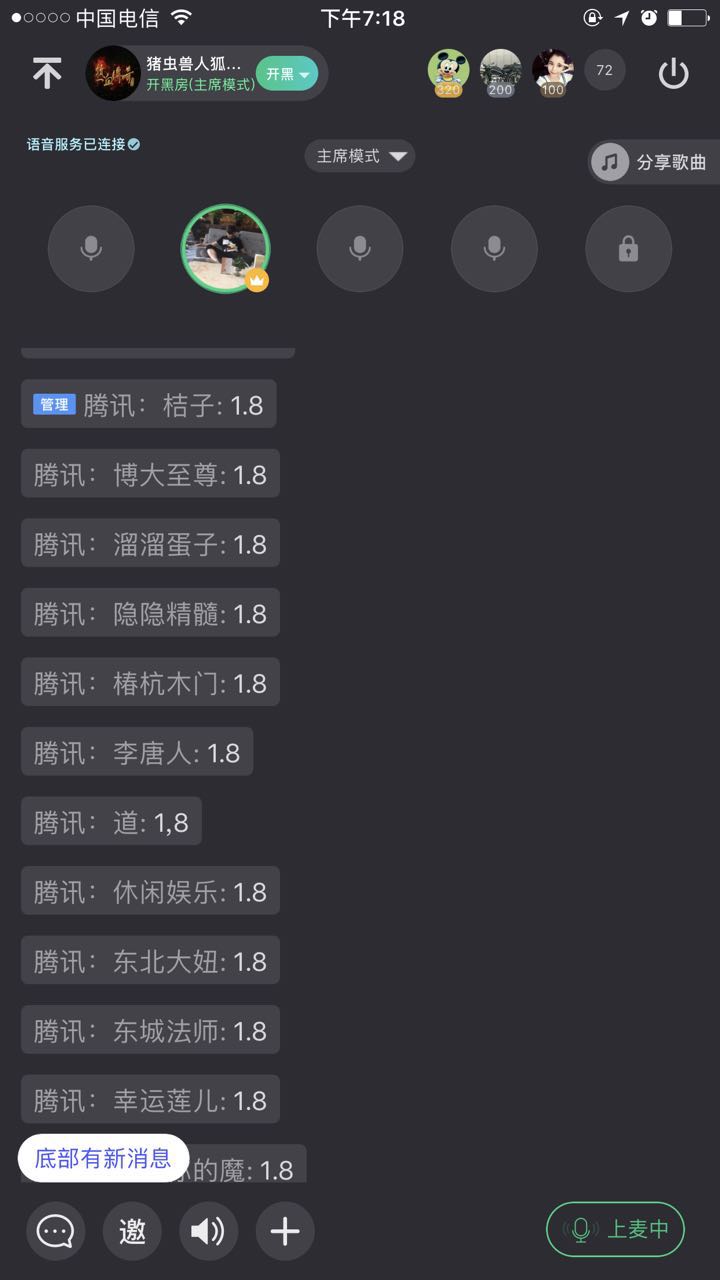 中国电信 下午7:18
猪虫兽人狐...
开黑房(主席模式)
开黑
320 200 100 72
语音服务已连接
主席模式
分享歌曲
管理 腾讯：桔子: 1.8
腾讯：博大至尊: 1.8
腾讯：溜溜蛋子: 1.8
腾讯：隐隐精髓: 1.8
腾讯：椿杭木门: 1.8
腾讯：李唐人: 1.8
腾讯：道: 1,8
腾讯：休闲娱乐: 1.8
腾讯：东北大妞: 1.8
腾讯：东城法师: 1.8
腾讯：幸运莲儿: 1.8
底部有新消息
的魔: 1.8
邀
上麦中